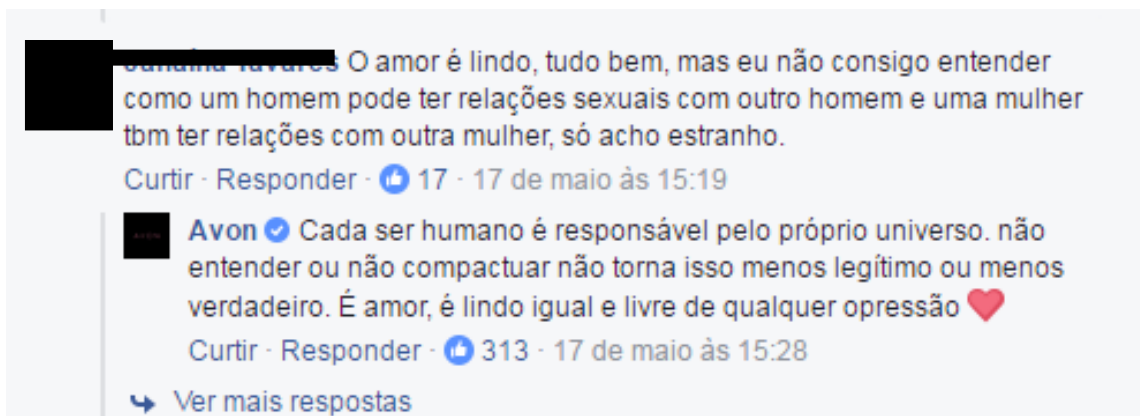 O amor é lindo, tudo bem, mas eu não consigo entender
como um homem pode ter relações sexuais com outro homem e uma mulher
tbm ter relações com outra mulher, só acho estranho.
Curtir · Responder · 17 · 17 de maio às 15:19
Avon Cada ser humano é responsável pelo próprio universo. não
entender ou não compactuar não torna isso menos legítimo ou menos
verdadeiro. É amor, é lindo igual e livre de qualquer opressão ❤
Curtir · Responder · 313 · 17 de maio às 15:28
Ver mais respostas